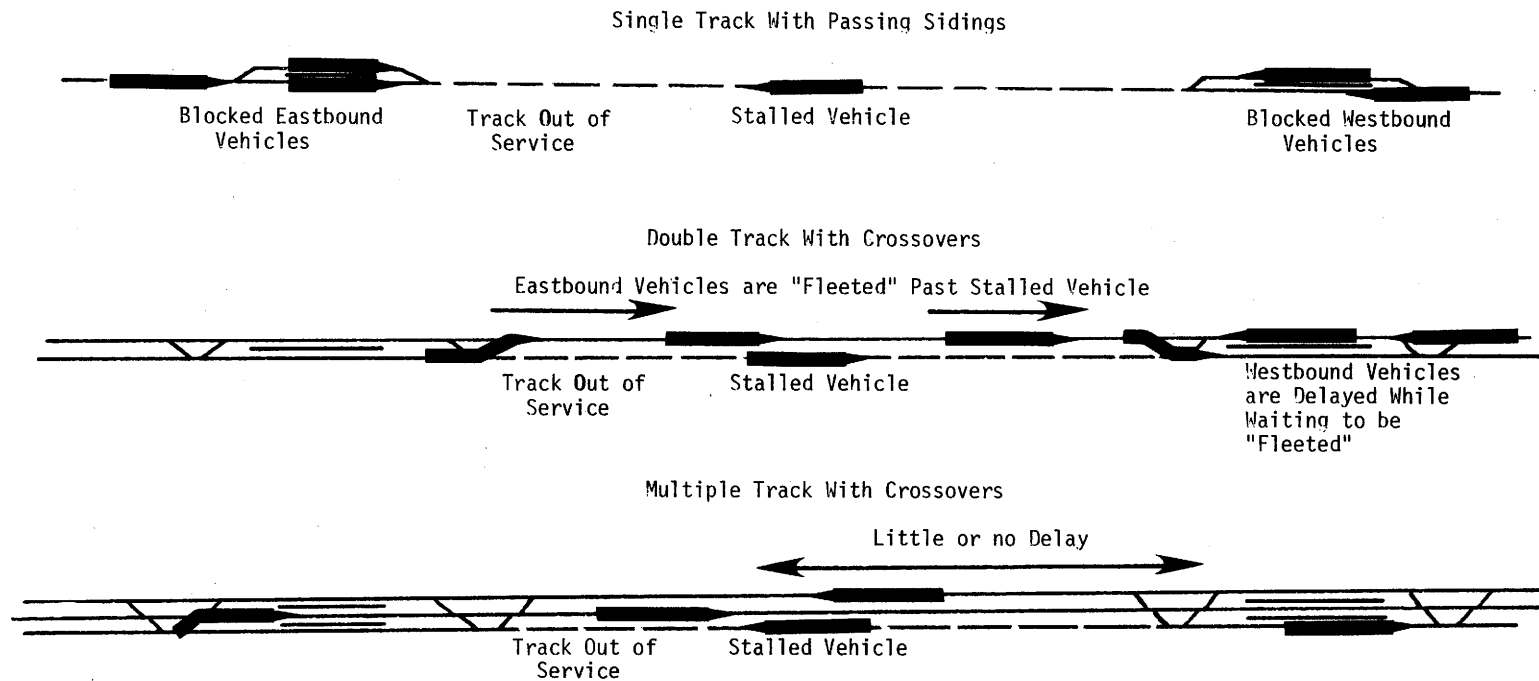 Single Track With Passing Sidings
Blocked Eastbound
Vehicles
Track Out of
Service
Stalled Vehicle
Blocked Westbound
Vehicles
Double Track With Crossovers
Eastbound Vehicles are "Fleeted" Past Stalled Vehicle
Track Out of
Service
Stalled Vehicle
Westbound Vehicles
are Delayed While
Waiting to be
"Fleeted"
Multiple Track With Crossovers
Little or no Delay
Track Out of
Service
Stalled Vehicle